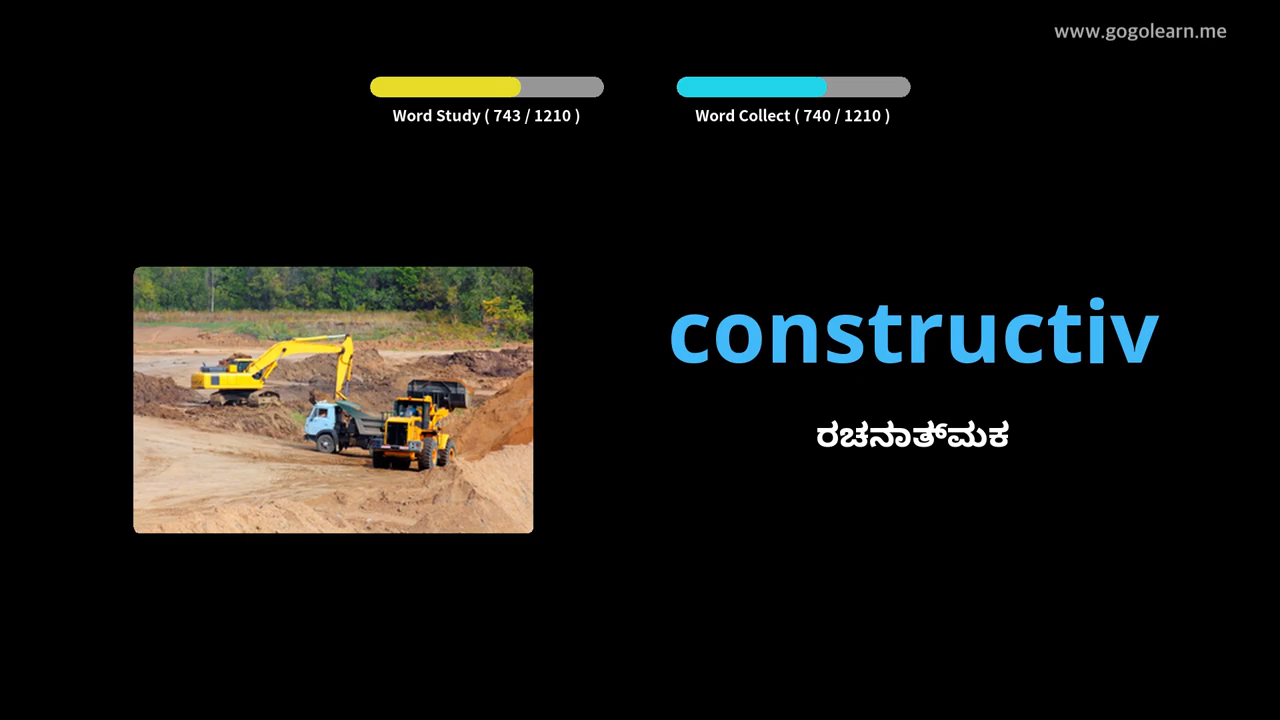 www.gogolearn.me
Word Study ( 743 / 1210 )
Word Collect ( 740 / 1210 )
constructiv
ರಚನಾತ್‌ಮಕ